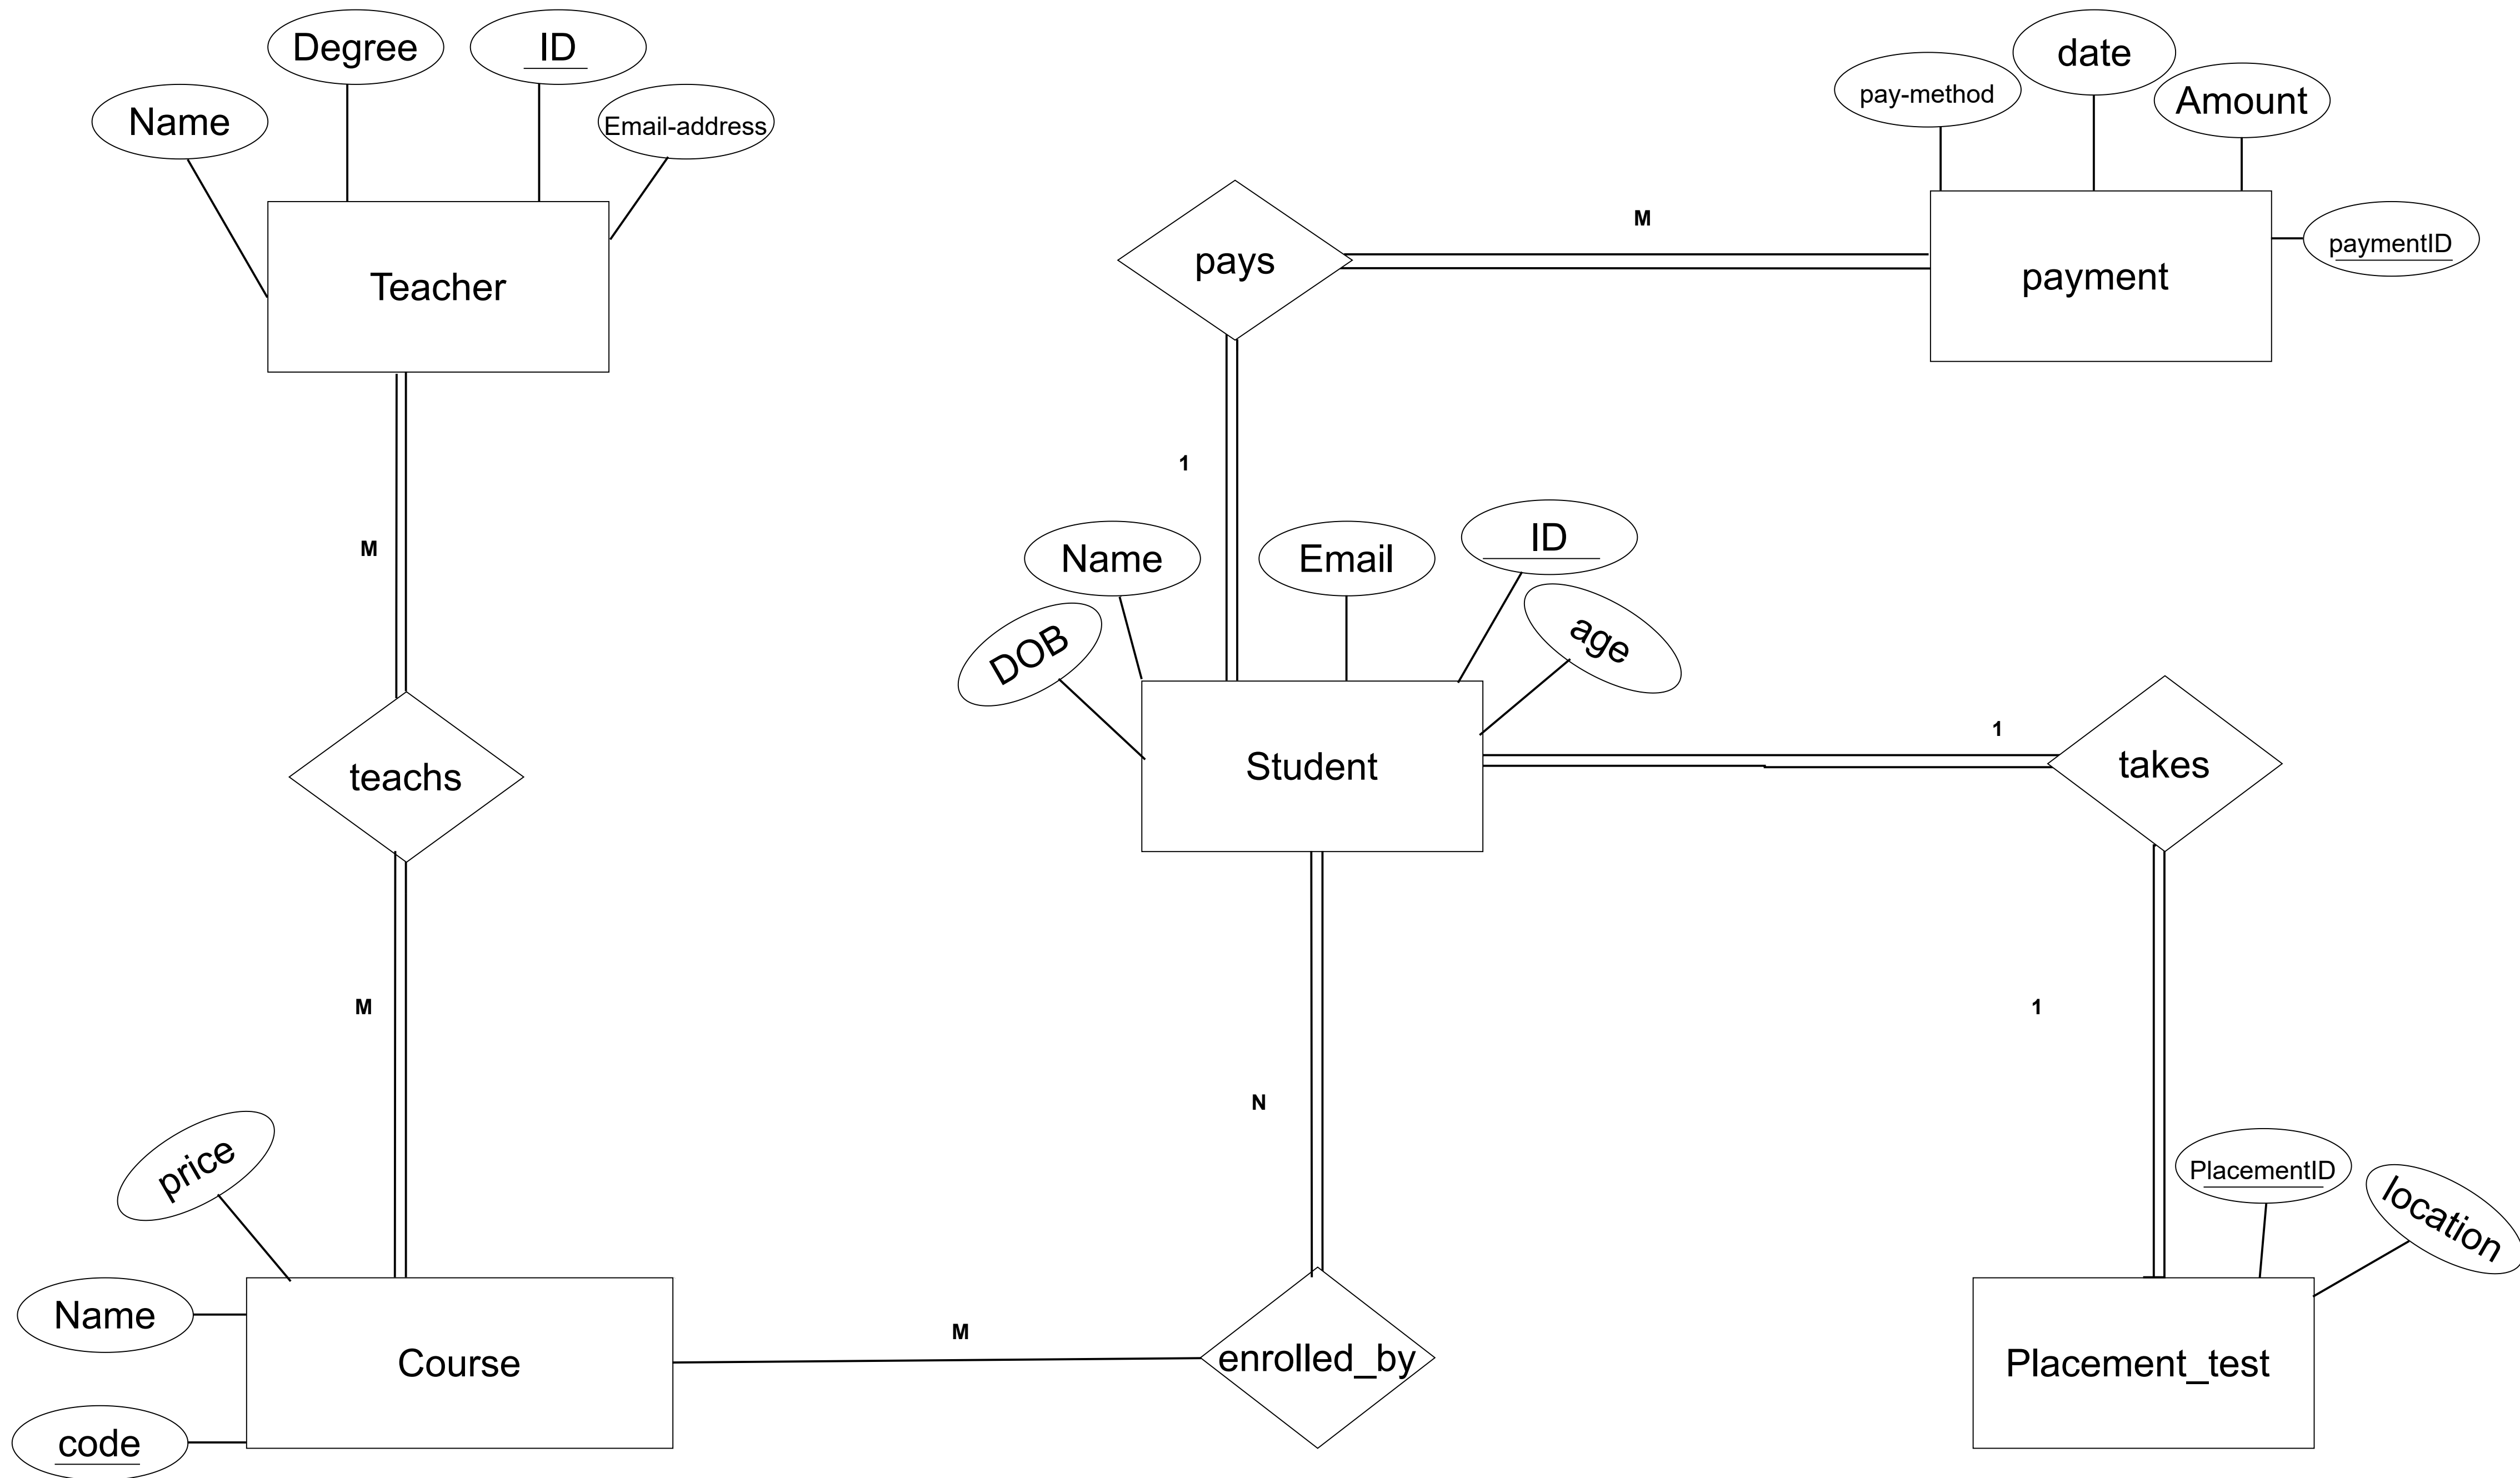 Degree
ID
Name
Email-address
Teacher
pay-method
date
Amount
paymentID
payment
pays
M
1
M
Name
Email
ID
DOB
age
Student
1
takes
teachs
M
N
1
price
Name
code
Course
M
enrolled_by
PlacementID
location
Placement_test